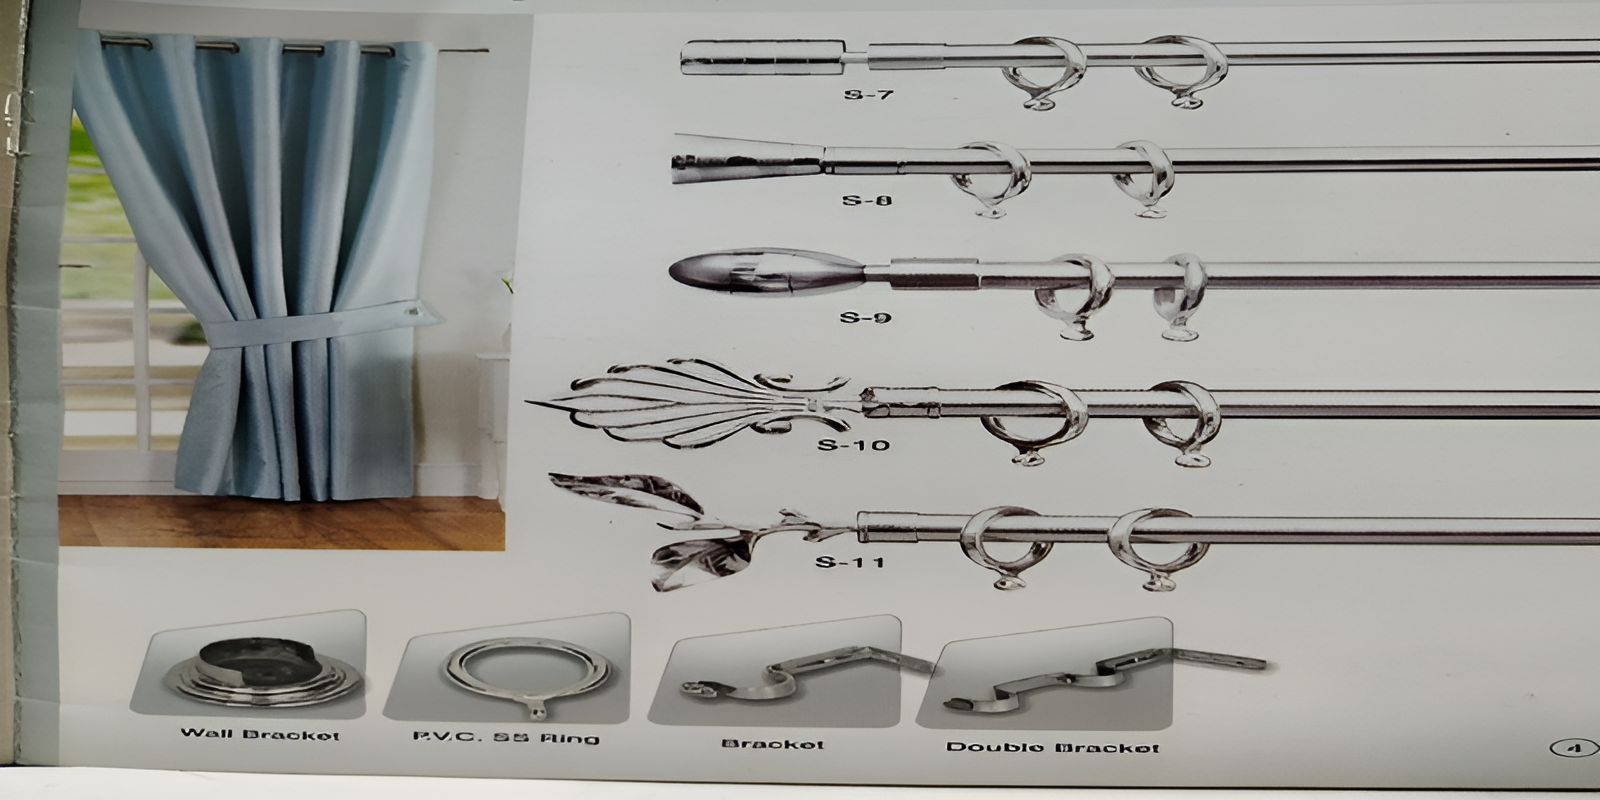 S-7
S-8
S-9
S-10
S-11
Wall Bracket
P.V.C. SS Ring
Bracket
Double Bracket
4